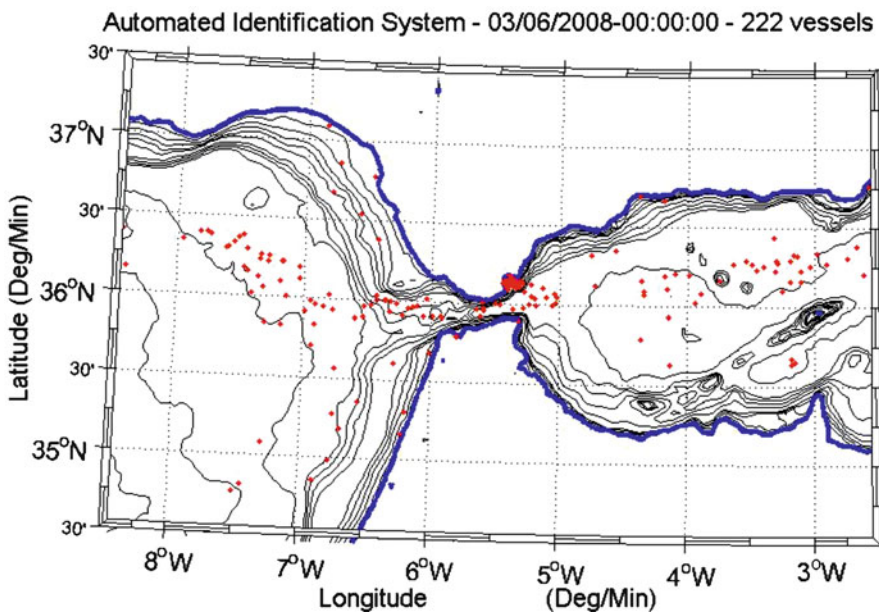 Automated Identification System - 03/06/2008-00:00:00 - 222 vessels
30'
37°N
30'
36°N
30'
35°N
30'
Latitude (Deg/Min)
8°W 7°W 6°W 5°W 4°W 3°W
Longitude (Deg/Min)